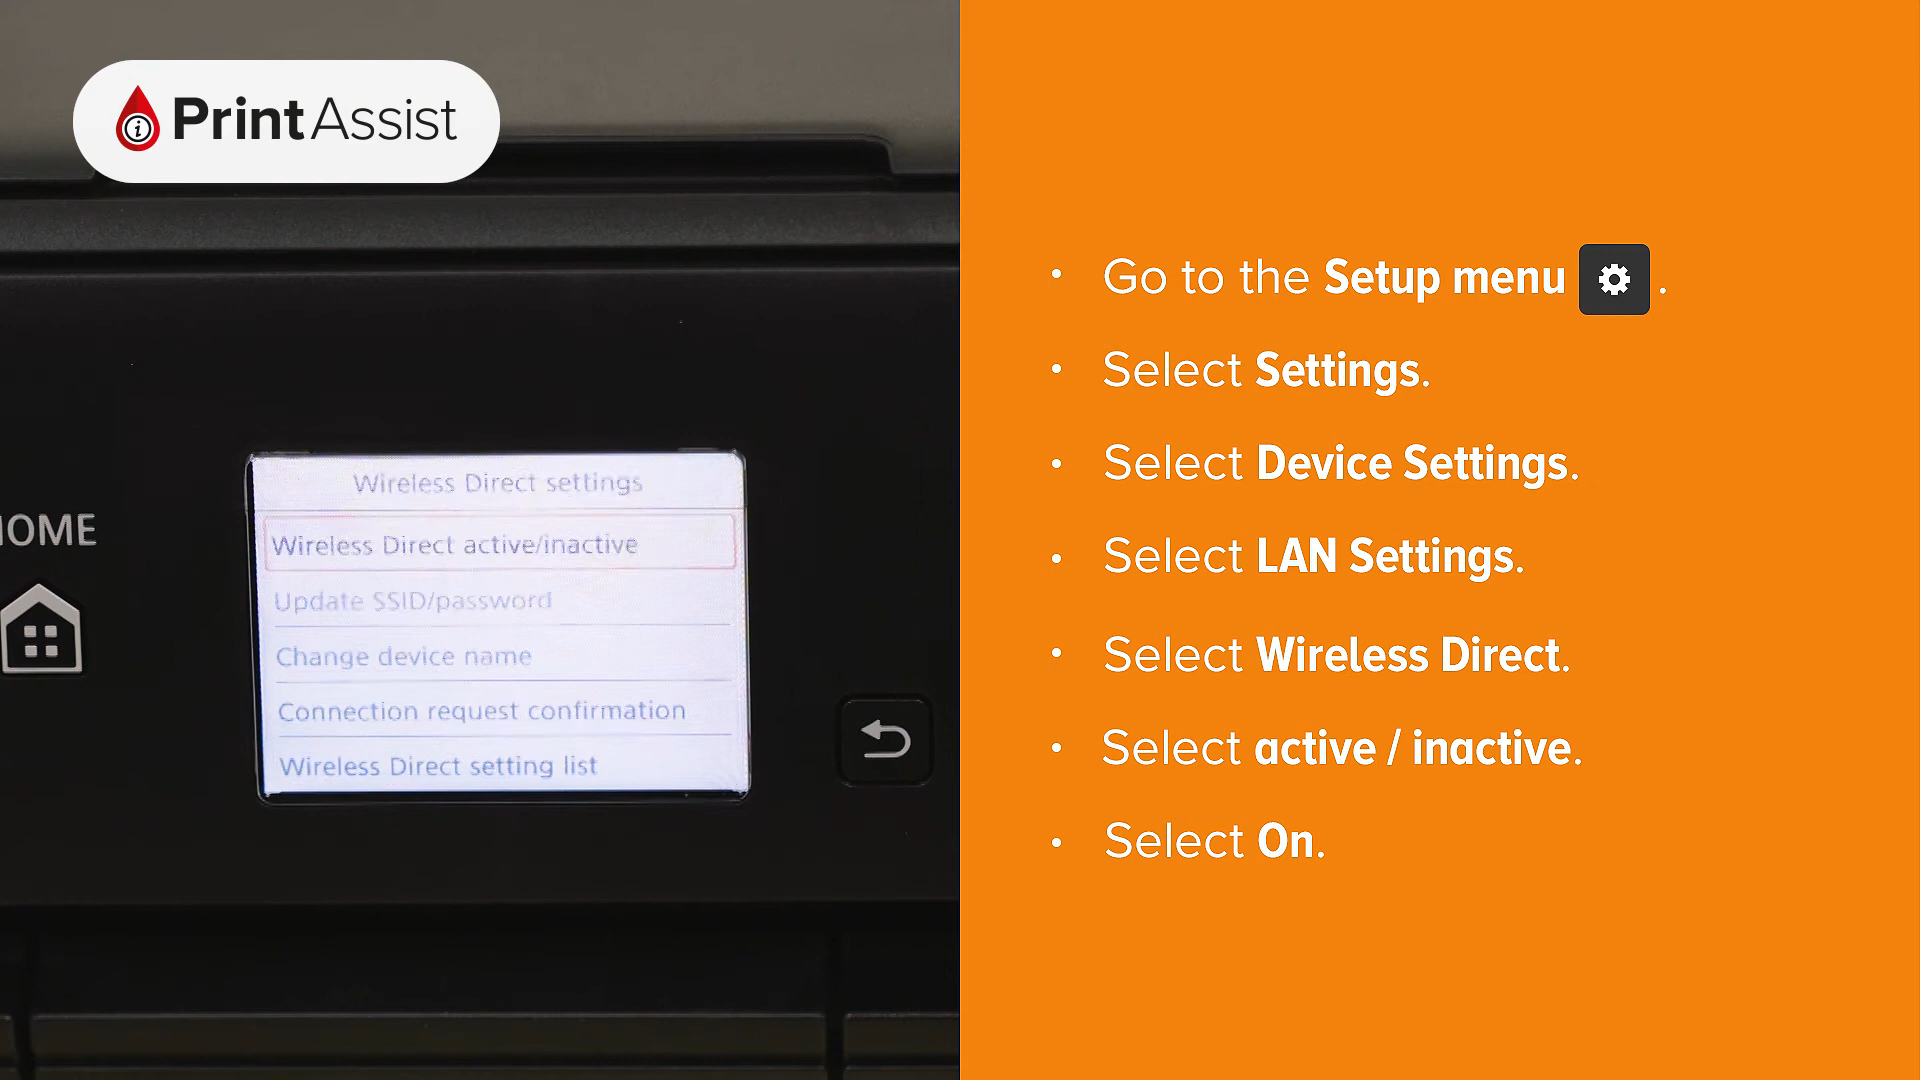 PrintAssist
HOME
Wireless Direct settings
Wireless Direct active/inactive
Update SSID/password
Change device name
Connection request confirmation
Wireless Direct setting list
• Go to the Setup menu .
• Select Settings.
• Select Device Settings.
• Select LAN Settings.
• Select Wireless Direct.
• Select active / inactive.
• Select On.